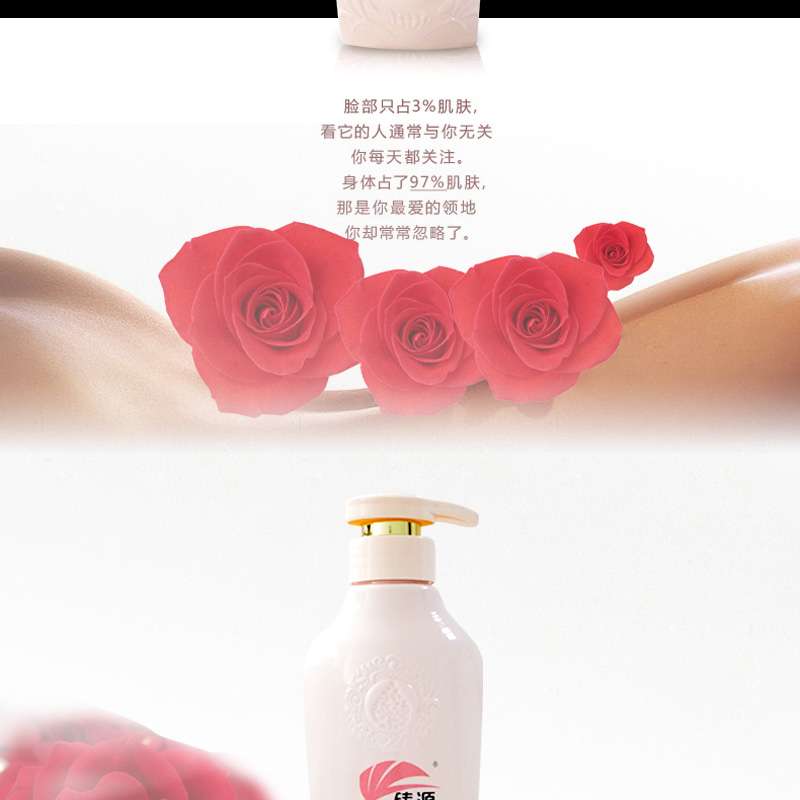 脸部只占3%肌肤,
看它的人通常与你无关
你每天都关注。
身体占了97%肌肤,
那是你最爱的领地
你却常常忽略了。
®